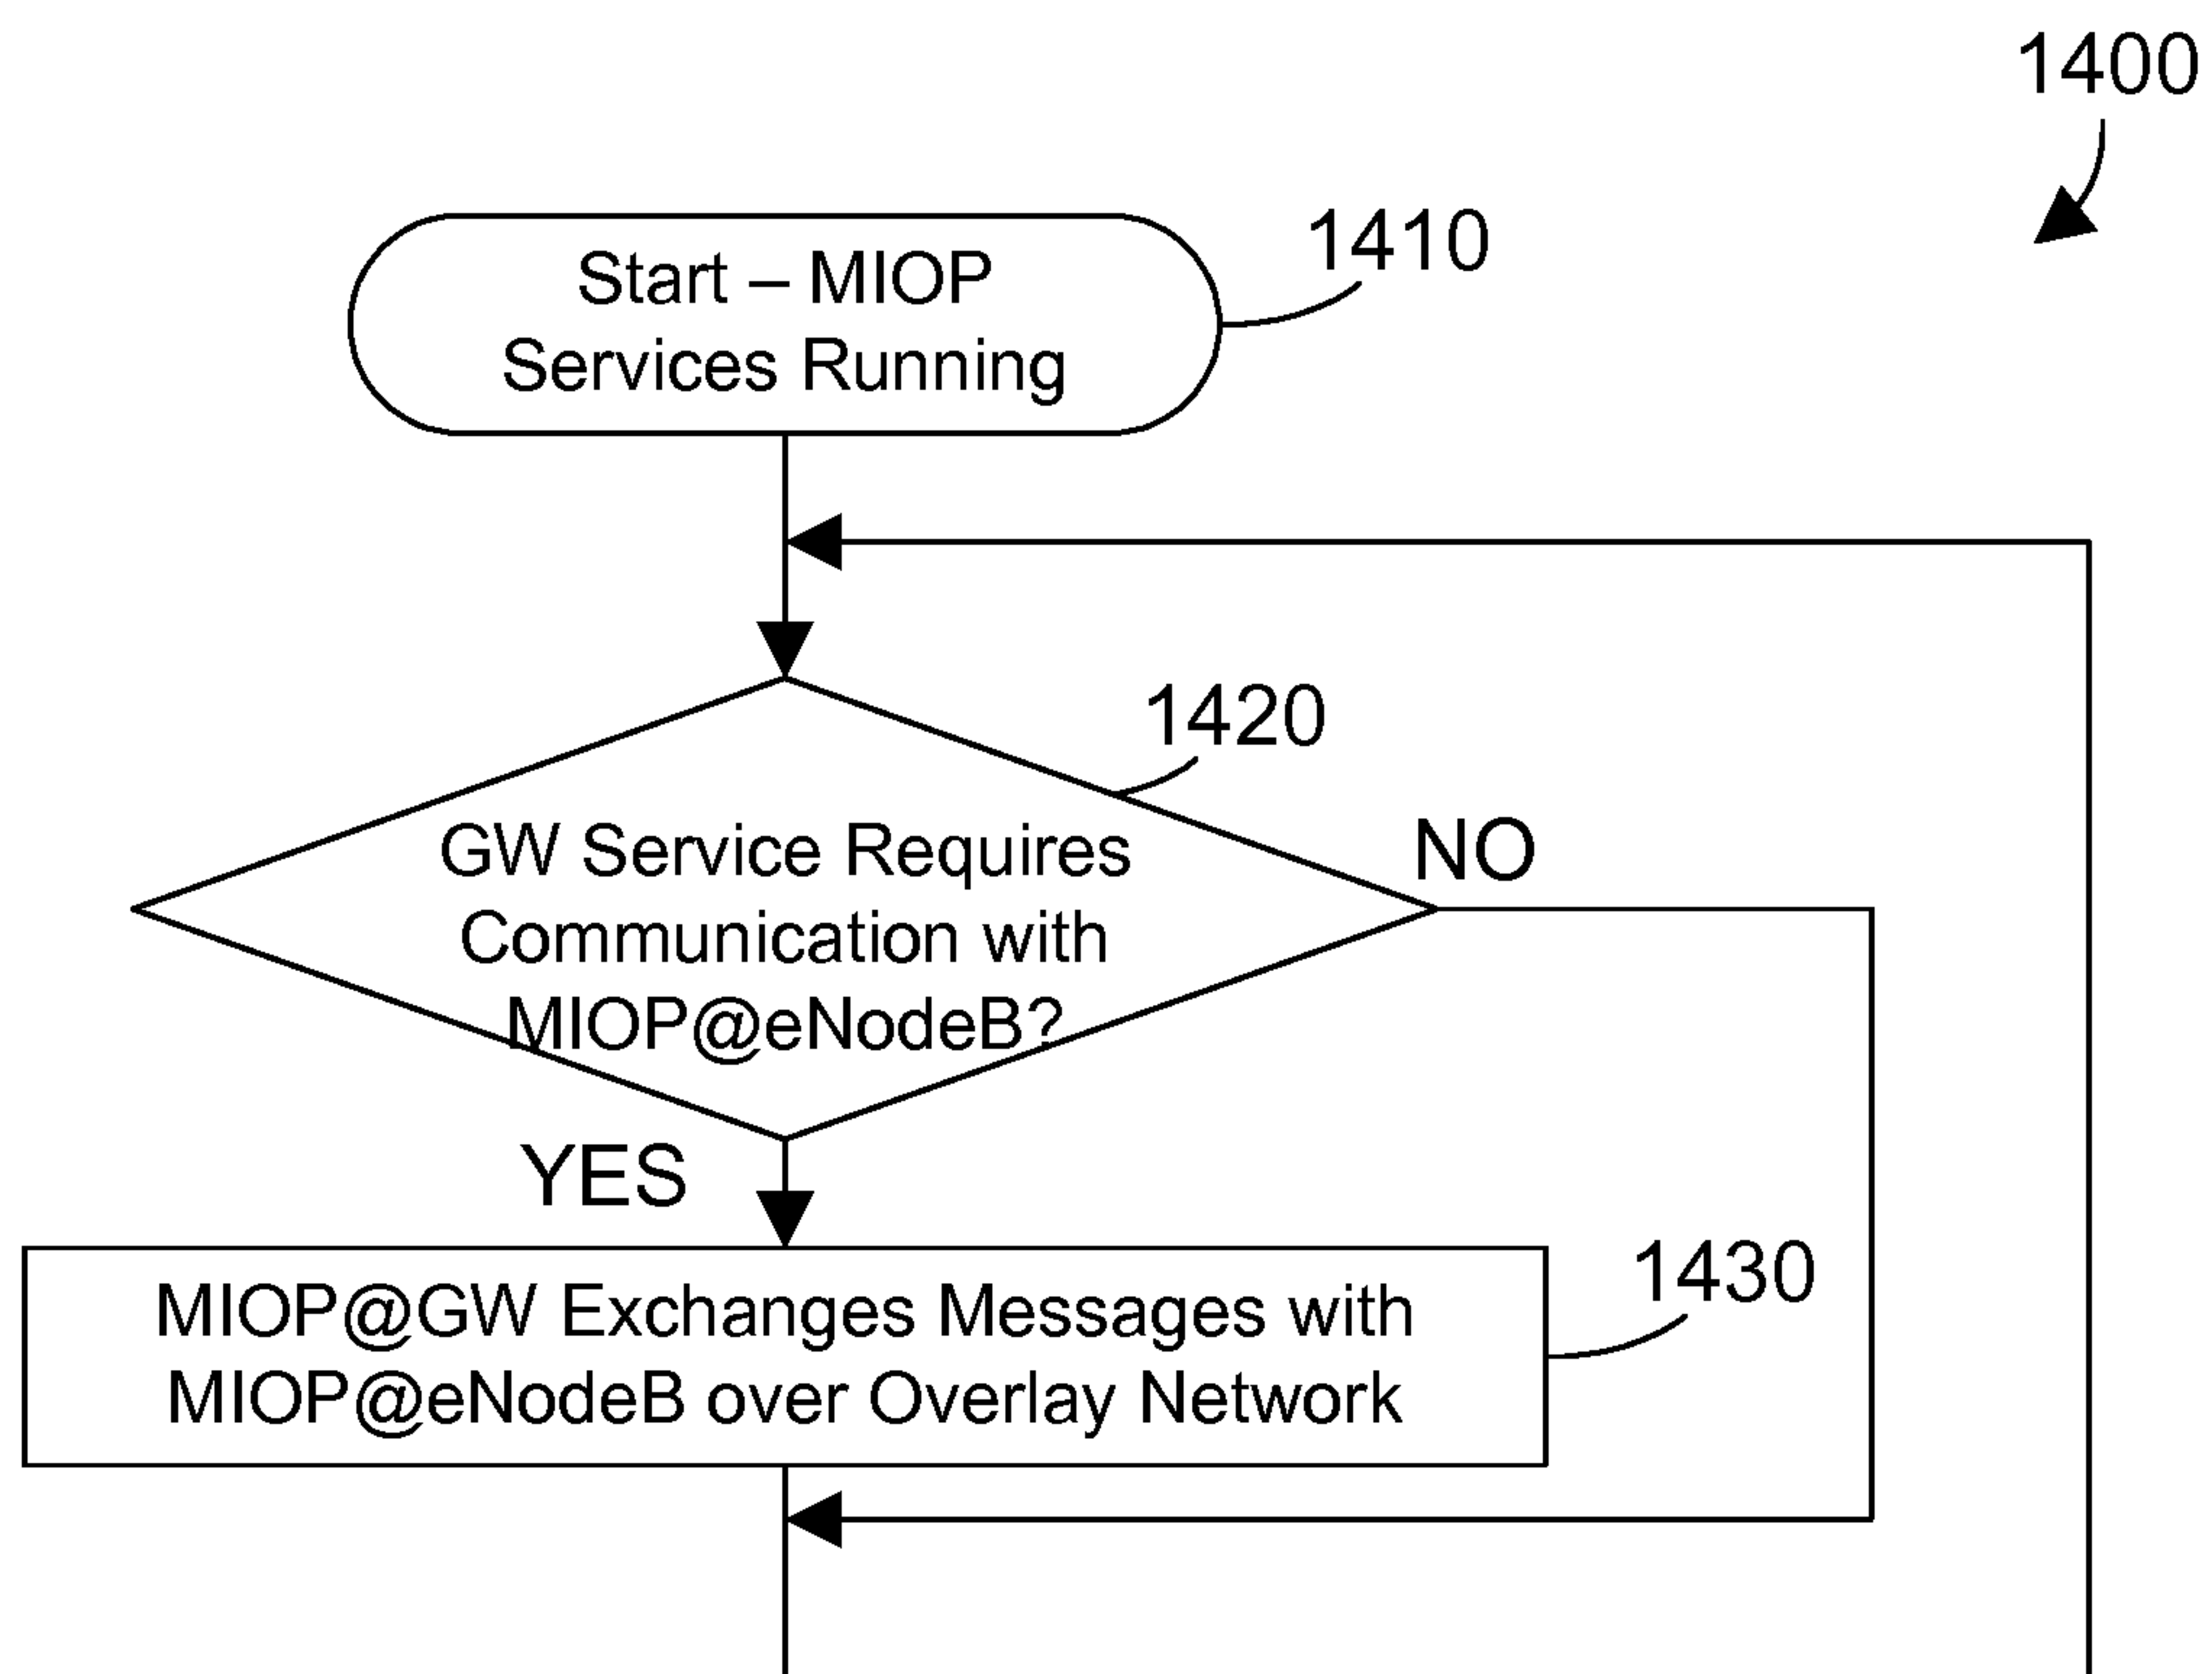 1400
1410
Start – MIOP
Services Running
1420
GW Service Requires
Communication with
MIOP@eNodeB?
NO
YES
1430
MIOP@GW Exchanges Messages with
MIOP@eNodeB over Overlay Network